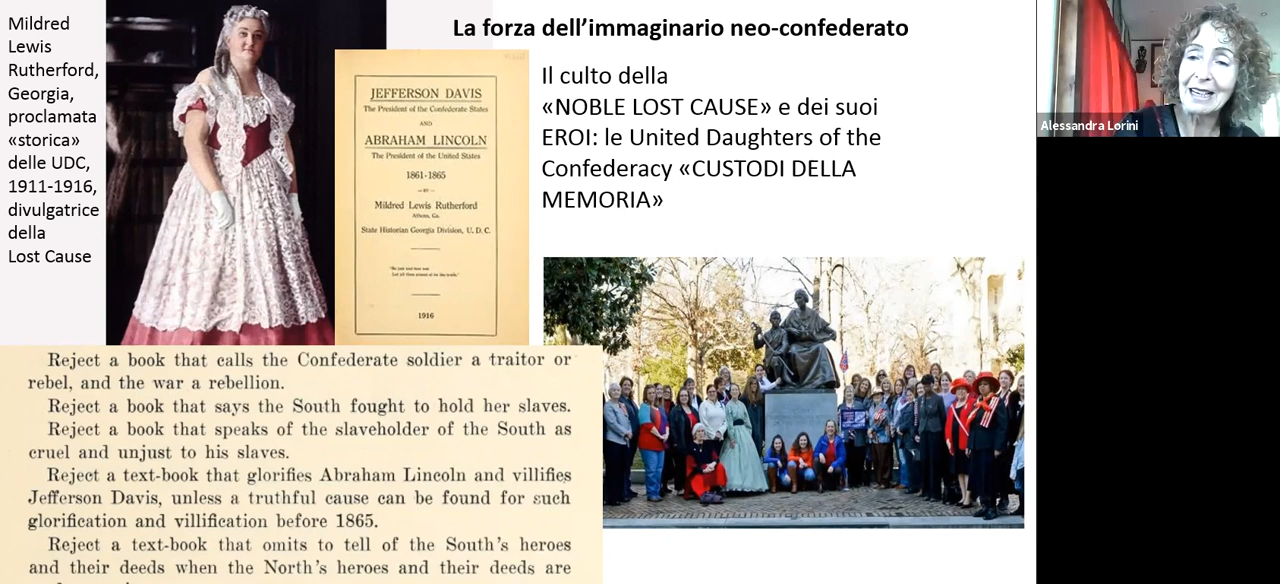 Mildred
Lewis
Rutherford,
Georgia,
proclamata
«storica»
delle UDC,
1911-1916,
divulgatrice
della
Lost Cause
JEFFERSON DAVIS
The President of the Confederate States
AND
ABRAHAM LINCOLN
The President of the United States
1861-1865
BY
Mildred Lewis Rutherford
Athens, Ga.
State Historian Georgia Division, U. D. C.
1916
La forza dell’immaginario neo-confederato
Il culto della
«NOBLE LOST CAUSE» e dei suoi
EROI: le United Daughters of the
Confederacy «CUSTODI DELLA
MEMORIA»
Reject a book that calls the Confederate soldier a traitor or
rebel, and the war a rebellion.
Reject a book that says the South fought to hold her slaves.
Reject a book that speaks of the slaveholder of the South as
cruel and unjust to his slaves.
Reject a text-book that glorifies Abraham Lincoln and villifies
Jefferson Davis, unless a truthful cause can be found for such
glorification and villification before 1865.
Reject a text-book that omits to tell of the South's heroes
and their deeds when the North's heroes and their deeds are
Alessandra Lorini